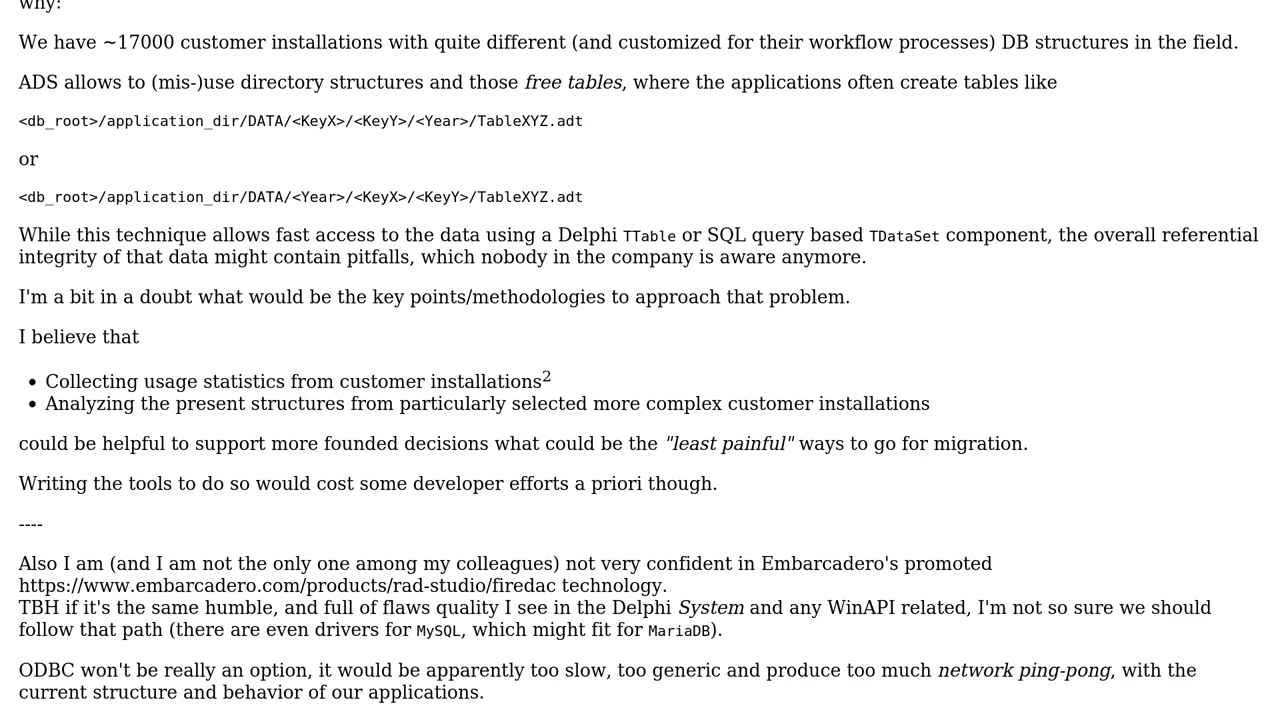 why:
We have ~17000 customer installations with quite different (and customized for their workflow processes) DB structures in the field.
ADS allows to (mis-)use directory structures and those free tables, where the applications often create tables like
<db_root>/application_dir/DATA/<KeyX>/<KeyY>/<Year>/TableXYZ.adt
or
<db_root>/application_dir/DATA/<Year>/<KeyX>/<KeyY>/TableXYZ.adt
While this technique allows fast access to the data using a Delphi TTable or SQL query based TDataSet component, the overall referential
integrity of that data might contain pitfalls, which nobody in the company is aware anymore.
I'm a bit in a doubt what would be the key points/methodologies to approach that problem.
I believe that
• Collecting usage statistics from customer installations2
• Analyzing the present structures from particularly selected more complex customer installations
could be helpful to support more founded decisions what could be the "least painful" ways to go for migration.
Writing the tools to do so would cost some developer efforts a priori though.
----
Also I am (and I am not the only one among my colleagues) not very confident in Embarcadero's promoted
https://www.embarcadero.com/products/rad-studio/firedac technology.
TBH if it's the same humble, and full of flaws quality I see in the Delphi System and any WinAPI related, I'm not so sure we should
follow that path (there are even drivers for MySQL, which might fit for MariaDB).
ODBC won't be really an option, it would be apparently too slow, too generic and produce too much network ping-pong, with the
current structure and behavior of our applications.